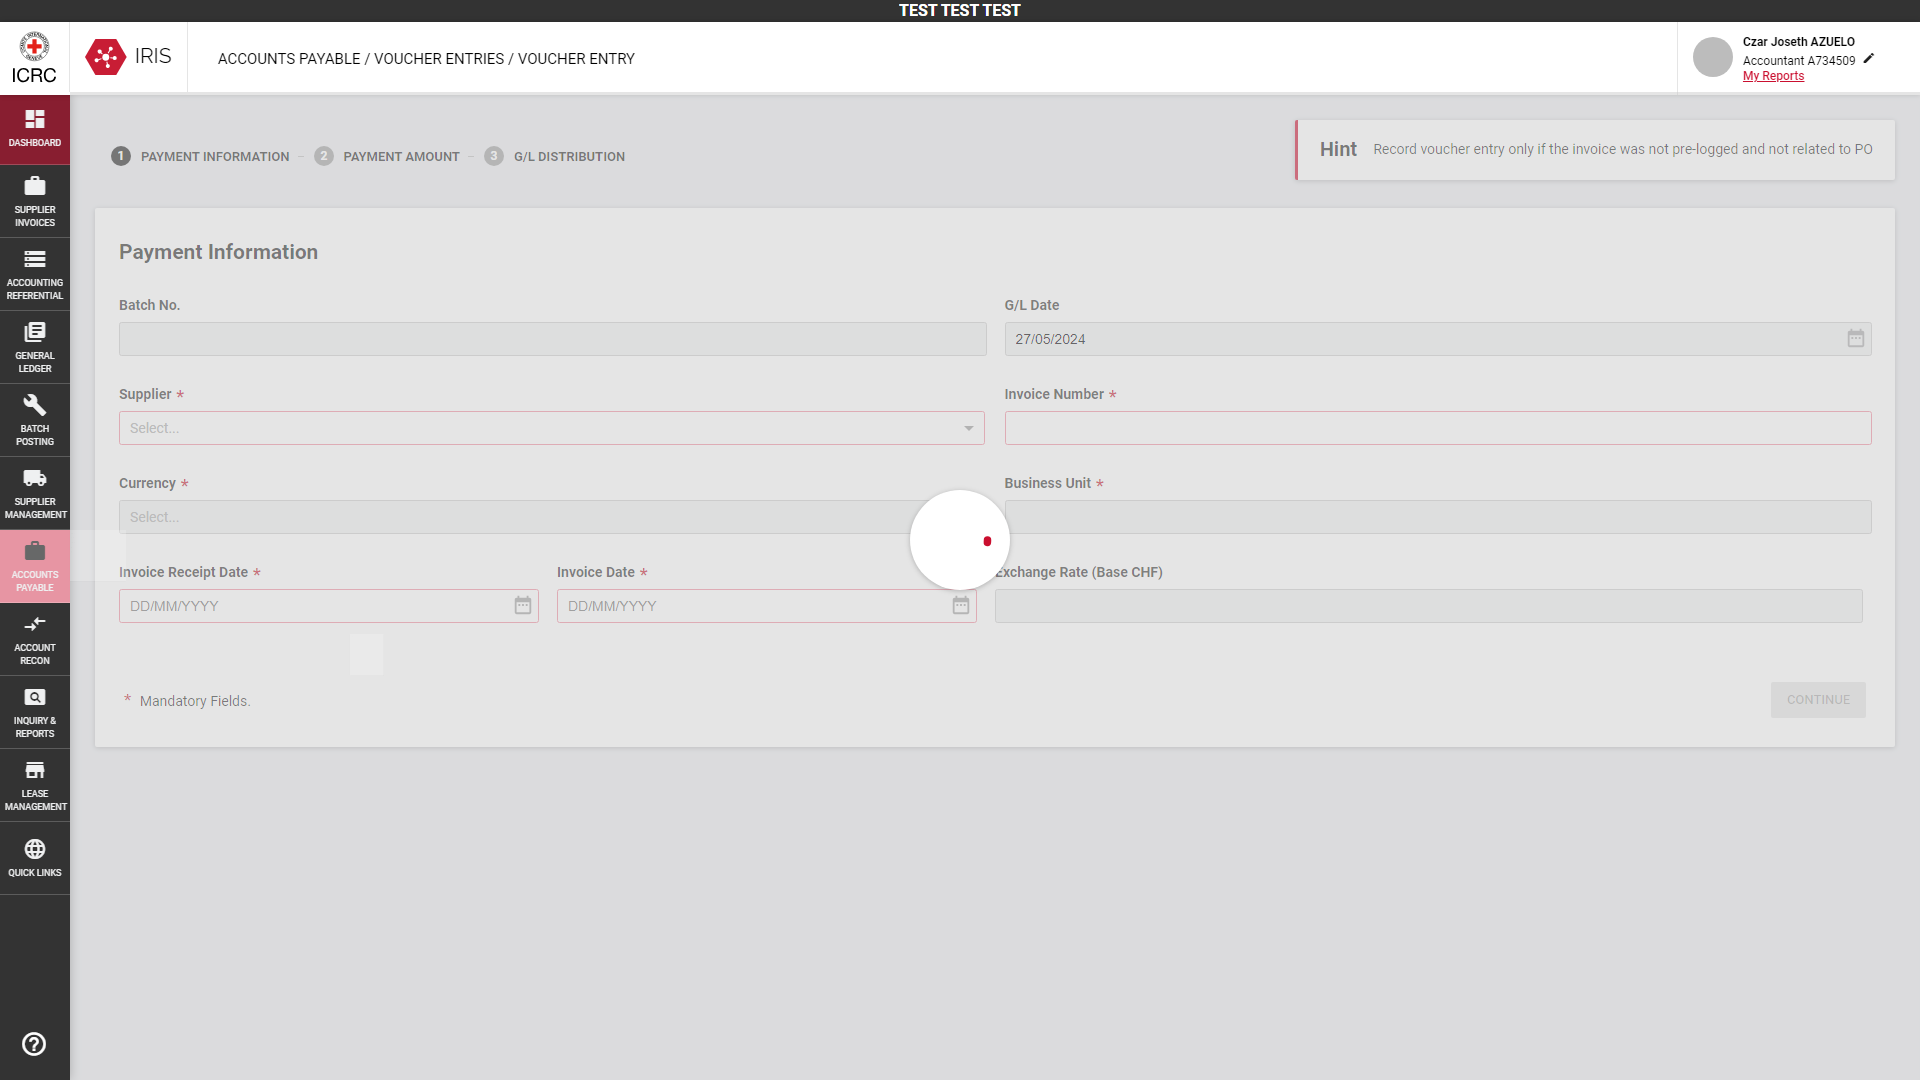 TEST TEST TEST
ICRC
IRIS
ACCOUNTS PAYABLE / VOUCHER ENTRIES / VOUCHER ENTRY
Czar Joseth AZUELO
Accountant A734509
My Reports
DASHBOARD
SUPPLIER
INVOICES
ACCOUNTING
REFERENTIAL
GENERAL
LEDGER
BATCH
POSTING
SUPPLIER
MANAGEMENT
ACCOUNTS
PAYABLE
ACCOUNT
RECON
INQUIRY &
REPORTS
LEASE
MANAGEMENT
QUICK LINKS
1 PAYMENT INFORMATION – 2 PAYMENT AMOUNT – 3 G/L DISTRIBUTION
Hint Record voucher entry only if the invoice was not pre-logged and not related to PO
Payment Information
Batch No.
G/L Date
27/05/2024
Supplier *
Invoice Number *
Select...
Currency *
Business Unit *
Select...
Invoice Receipt Date *
Invoice Date *
Exchange Rate (Base CHF)
DD/MM/YYYY
DD/MM/YYYY
* Mandatory Fields.
CONTINUE